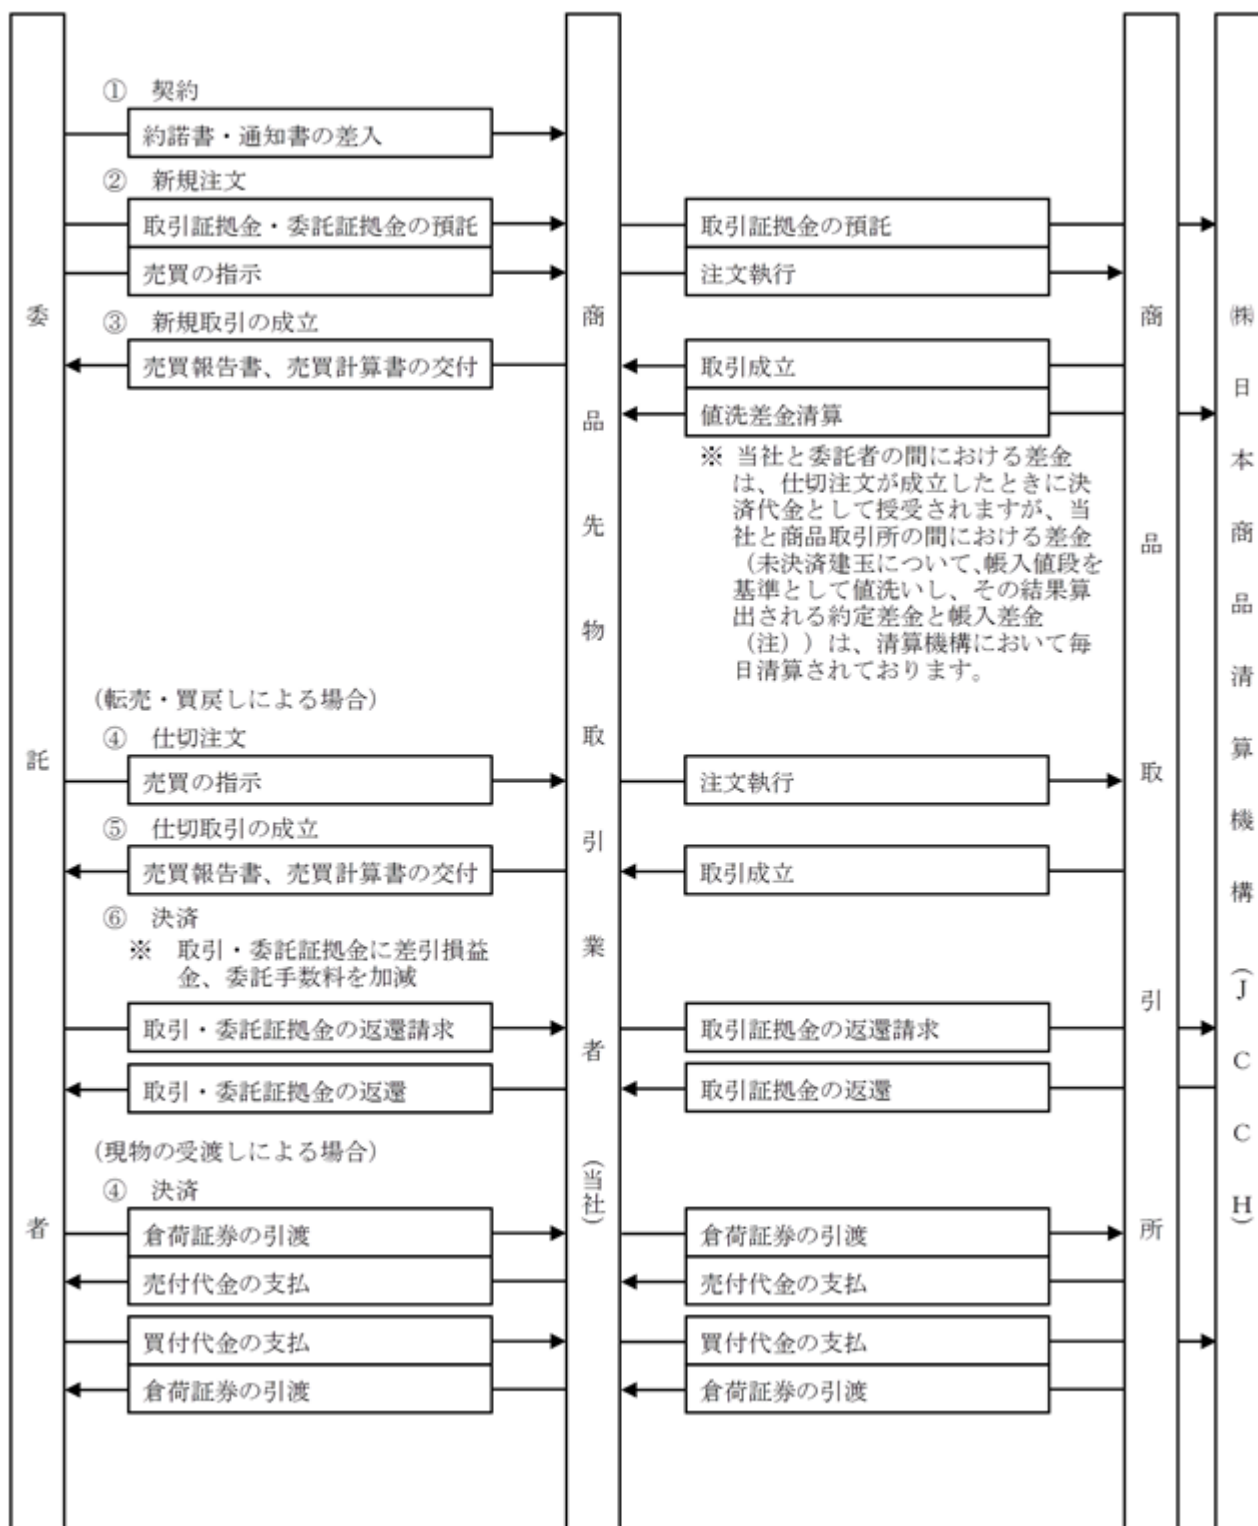 委託者
商品先物取引業者(当社)
商品取引所
㈱日本商品清算機構(JCCH)
① 契約
約諾書・通知書の差入
② 新規注文
取引証拠金・委託証拠金の預託
取引証拠金の預託
売買の指示
注文執行
③ 新規取引の成立
売買報告書、売買計算書の交付
取引成立
値洗差金清算
※ 当社と委託者の間における差金
は、仕切注文が成立したときに決
済代金として授受されますが、当
社と商品取引所の間における差金
(未決済建玉について、帳入値段を
基準として値洗いし、その結果算
出される約定差金と帳入差金
(注))は、清算機構において毎
日清算されております。
(転売・買戻しによる場合)
④ 仕切注文
売買の指示
注文執行
⑤ 仕切取引の成立
売買報告書、売買計算書の交付
取引成立
⑥ 決済
※ 取引・委託証拠金に差引損益
金、委託手数料を加減
取引・委託証拠金の返還請求
取引証拠金の返還請求
取引・委託証拠金の返還
取引証拠金の返還
(現物の受渡しによる場合)
④ 決済
倉荷証券の引渡
倉荷証券の引渡
売付代金の支払
売付代金の支払
買付代金の支払
買付代金の支払
倉荷証券の引渡
倉荷証券の引渡